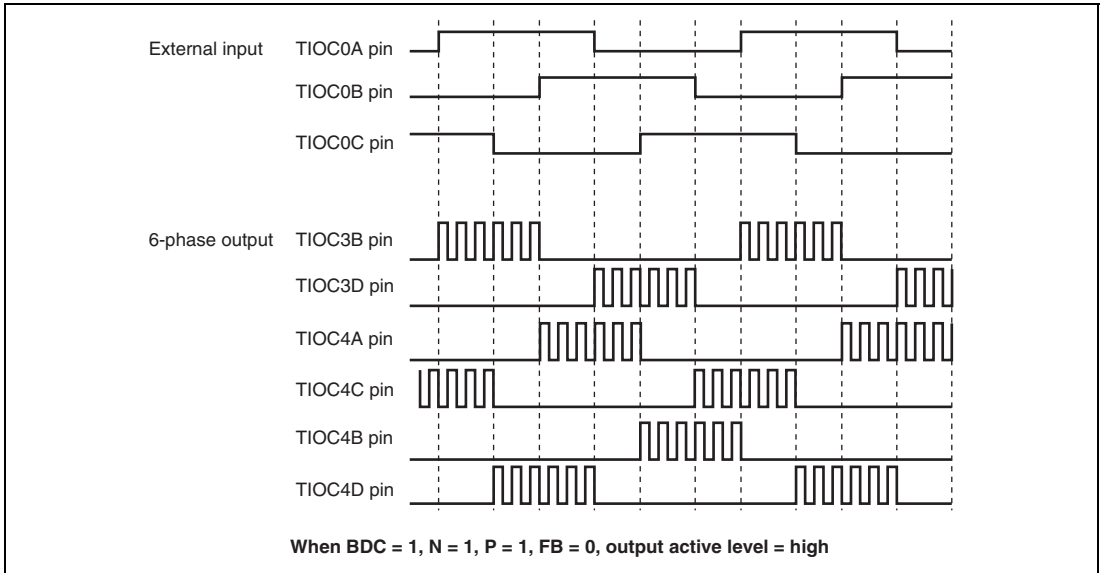 External input TIOC0A pin
TIOC0B pin
TIOC0C pin
6-phase output TIOC3B pin
TIOC3D pin
TIOC4A pin
TIOC4C pin
TIOC4B pin
TIOC4D pin
When BDC = 1, N = 1, P = 1, FB = 0, output active level = high